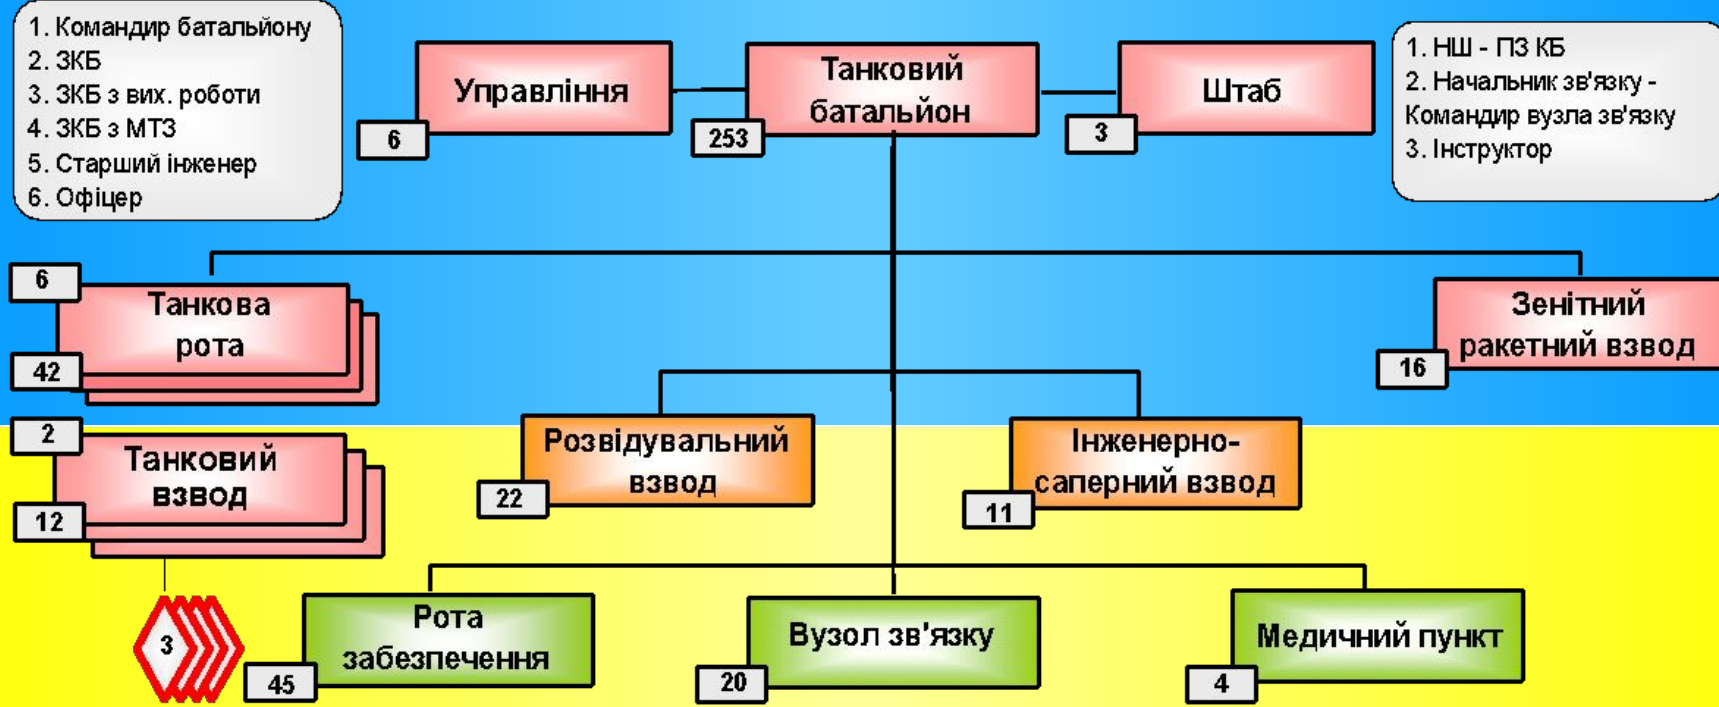 1. Командир батальйону
2. ЗКБ
3. ЗКБ з вих. роботи
4. ЗКБ з МТЗ
5. Старший інженер
6. Офіцер
Управління
6
Танковий
батальйон
253
Штаб
3
1. НШ - ПЗ КБ
2. Начальник зв'язку -
Командир вузла зв'язку
3. Інструктор
6
Танкова
рота
42
Зенітний
ракетний взвод
16
2
Танковий
взвод
12
3
Розвідувальний
взвод
22
Інженерно-
саперний взвод
11
Рота
забезпечення
45
Вузол зв'язку
20
Медичний пункт
4